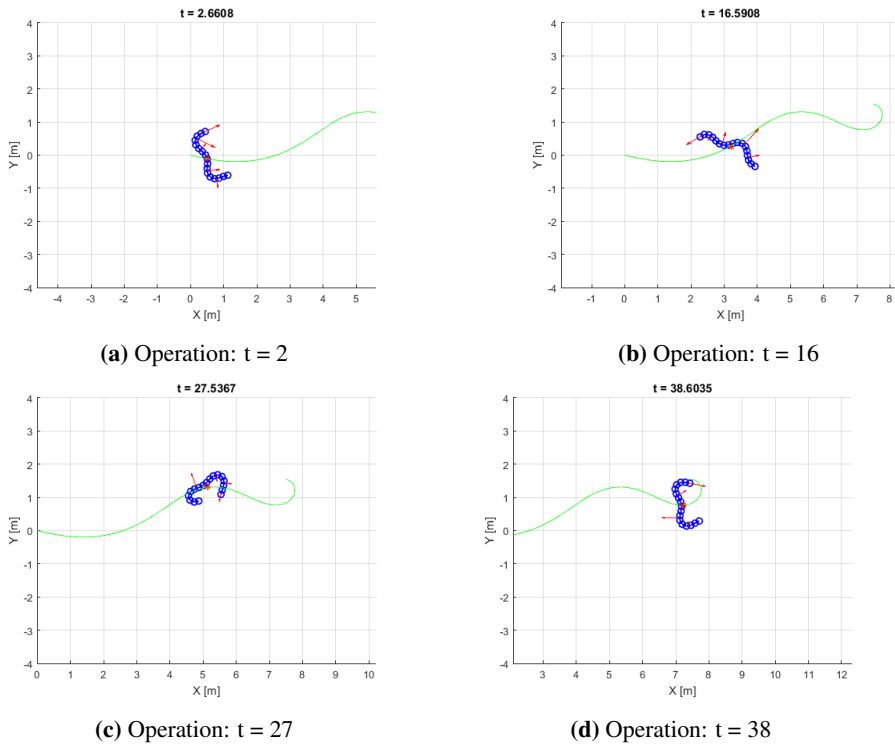 t = 2.6608
4
3
2
1
0
-1
-2
-3
-4
Y [m]
-4 -3 -2 -1 0 1 2 3 4 5
X [m]
(a) Operation: t = 2
t = 16.5908
4
3
2
1
0
-1
-2
-3
-4
Y [m]
-1 0 1 2 3 4 5 6 7 8
X [m]
(b) Operation: t = 16
t = 27.5367
4
3
2
1
0
-1
-2
-3
-4
Y [m]
0 1 2 3 4 5 6 7 8 9 10
X [m]
(c) Operation: t = 27
t = 38.6035
4
3
2
1
0
-1
-2
-3
-4
Y [m]
3 4 5 6 7 8 9 10 11 12
X [m]
(d) Operation: t = 38